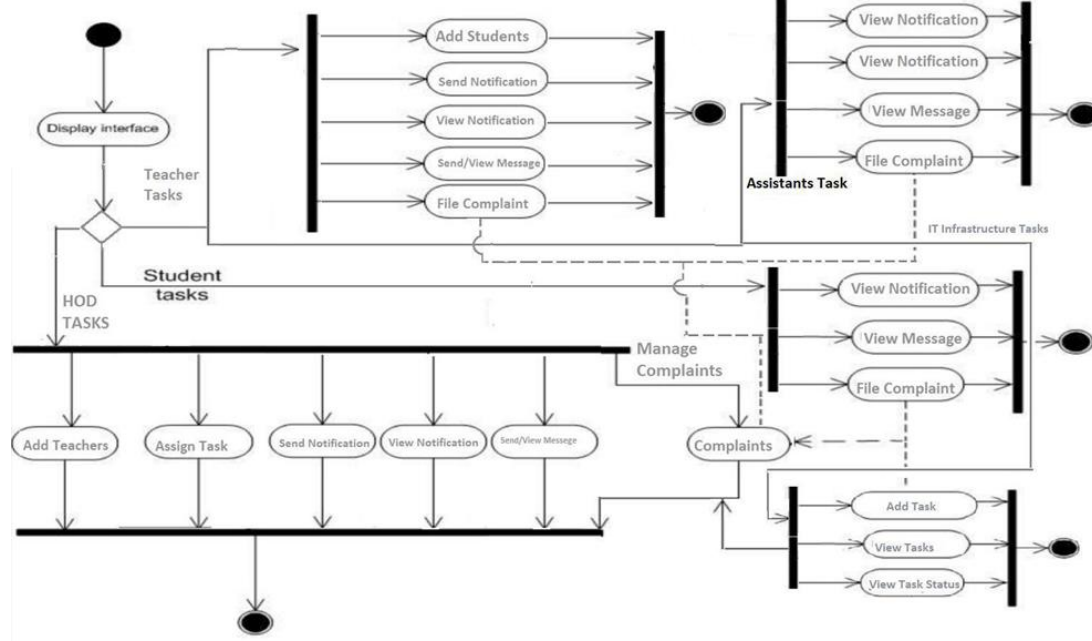 Display interface
Teacher
Tasks
Add Students
Send Notification
View Notification
Send/View Message
File Complaint
View Notification
View Notification
View Message
File Complaint
Assistants Task
IT Infrastructure Tasks
Student
tasks
HOD
TASKS
View Notification
View Message
File Complaint
Manage
Complaints
Add Teachers
Assign Task
Send Notification
View Notification
Send/View Messege
Complaints
Add Task
View Tasks
View Task Status